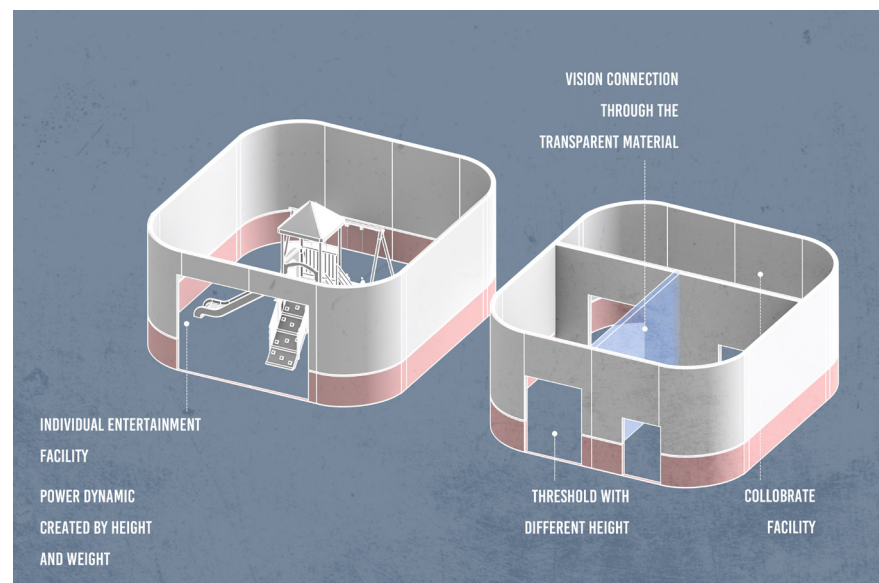 VISION CONNECTION
THROUGH THE
TRANSPARENT MATERIAL
INDIVIDUAL ENTERTAINMENT
FACILITY
POWER DYNAMIC
CREATED BY HEIGHT
AND WEIGHT
THRESHOLD WITH
DIFFERENT HEIGHT
COLLOBRATE
FACILITY